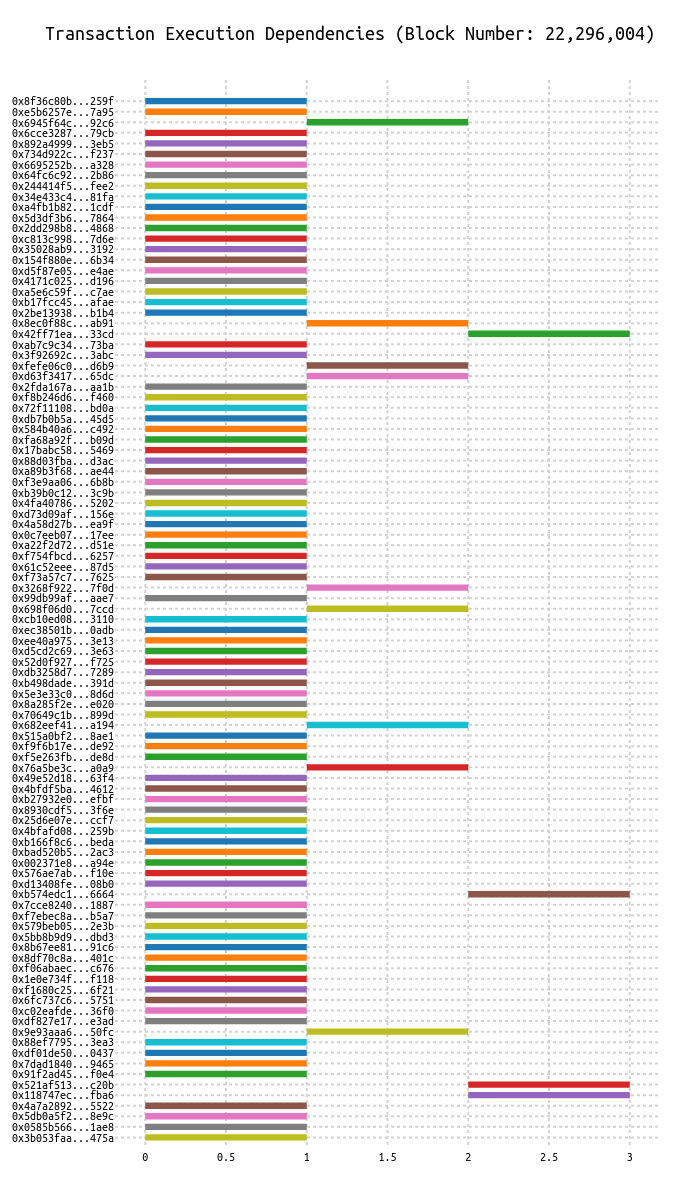 Transaction Execution Dependencies (Block Number: 22,296,004)
0x8f36c80b...259f
0xe5b6257e...7a95
0x6945f64c...92c6
0x6cce3287...79cb
0x892a4999...3eb5
0x734d922c...f237
0x6695252b...a328
0x64fc6c92...2b86
0x244414f5...fee2
0x34e433c4...81fa
0xa4fb1b82...1cdf
0x5d3df3b6...7864
0x2dd298b8...4868
0xc813c998...7d6e
0x35028ab9...3192
0x154f880e...6b34
0xd5f87e05...e4ae
0x4171c025...d196
0xa5e6c59f...c7ae
0xb17fcc45...afae
0x2be13938...b1b4
0x8ec0f88c...ab91
0x42ff71ea...33cd
0xab7c9c34...73ba
0x3f92692c...3abc
0xfefe06c0...d6b9
0xd63f3417...65dc
0x2fda167a...aa1b
0xf8b246d6...f460
0x72f11108...bd0a
0xdb7b0b5a...45d5
0x584b40a6...c492
0xfa68a92f...b09d
0x17babc58...5469
0x88d03fba...d3ac
0xa89b3f68...ae44
0xf3e9aa06...6b8b
0xb39b0c12...3c9b
0x4fa40786...5202
0xd73d09af...156e
0x4a58d27b...ea9f
0x0c7eeb07...17ee
0xa22f2d72...d51e
0xf754fbcd...6257
0x61c52eee...87d5
0xf73a57c7...7625
0x3268f922...7f0d
0x99db99af...aae7
0x698f06d0...7ccd
0xcb10ed08...3110
0xec38501b...0adb
0xee40a975...3e13
0xd5cd2c69...3e63
0x52d0f927...f725
0xdb3258d7...7289
0xb498dade...391d
0x5e3e33c0...8d6d
0x8a285f2e...e020
0x70649c1b...899d
0x682eef41...a194
0x515a0bf2...8ae1
0xf9f6b17e...de92
0xf5e263fb...de8d
0x76a5be3c...a0a9
0x49e52d18...63f4
0x4bfdf5ba...4612
0xb27932e0...efbf
0x8930cdf5...3f6e
0x25d6e07e...ccf7
0x4bfafd08...259b
0xb166f8c6...beda
0xbad520b5...2ac3
0x002371e8...a94e
0x576ae7ab...f10e
0xd13408fe...08b0
0xb574edc1...6664
0x7cce8240...1887
0xf7ebec8a...b5a7
0x579beb05...2e3b
0x5bb8b9d9...dbd3
0x8b67ee81...91c6
0x8df70c8a...401c
0xf06abaec...c676
0x1e0e734f...f118
0xf1680c25...6f21
0x6fc737c6...5751
0xc02eafde...36f0
0xdf827e17...e3ad
0x9e93aaa6...50fc
0x88ef7795...3ea3
0xdf01de50...0437
0x7dad1840...9465
0x91f2ad45...f0e4
0x521af513...c20b
0x118747ec...fba6
0x4a7a2892...5522
0x5db0a5f2...8e9c
0x0585b566...1ae8
0x3b053faa...475a
0 0.5 1 1.5 2 2.5 3